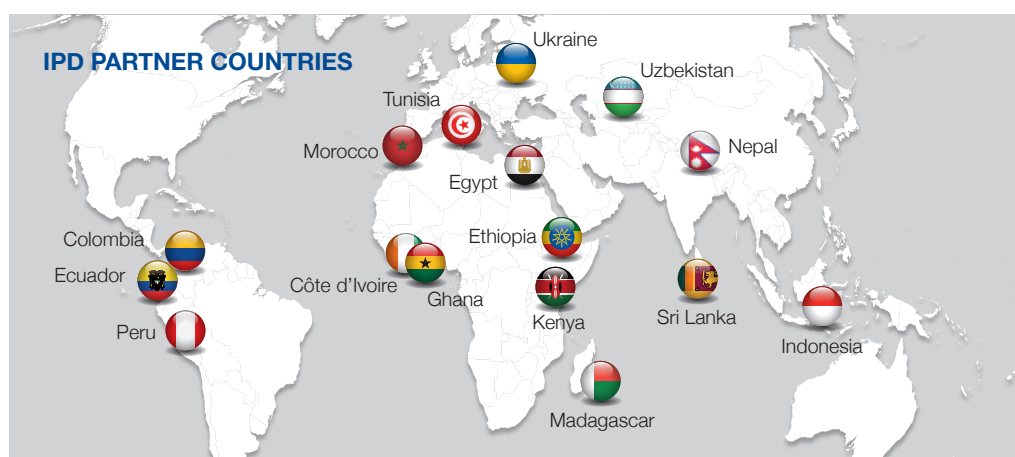 IPD PARTNER COUNTRIES
Ukraine
Uzbekistan
Tunisia
Morocco
Nepal
Egypt
Colombia
Ethiopia
Ecuador
Côte d’Ivoire
Ghana
Peru
Kenya
Sri Lanka
Indonesia
Madagascar